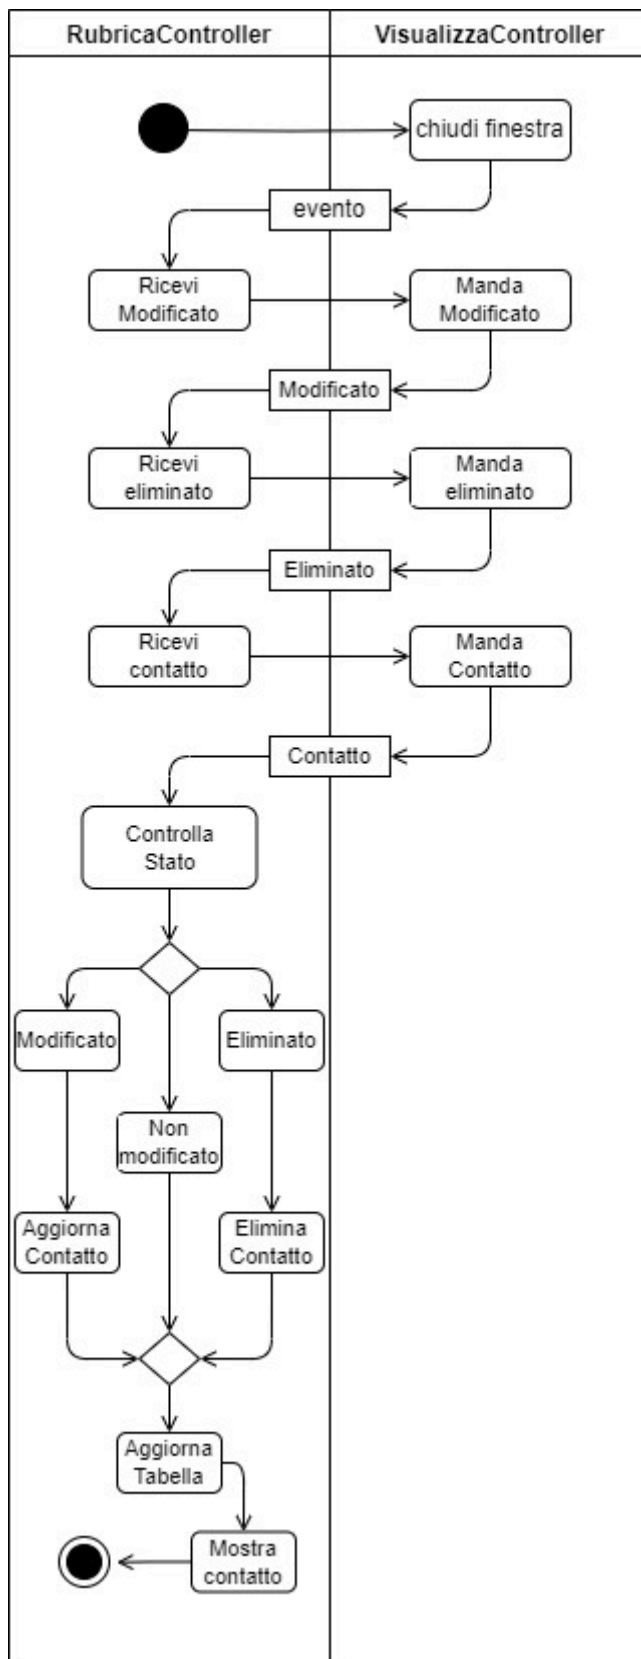 RubricaController
VisualizzaController
chiudi finestra
evento
Ricevi
Modificato
Manda
Modificato
Modificato
Ricevi
eliminato
Manda
eliminato
Eliminato
Ricevi
contatto
Manda
Contatto
Contatto
Controlla
Stato
Modificato
Eliminato
Non
modificato
Aggiorna
Contatto
Elimina
Contatto
Aggiorna
Tabella
Mostra
contatto